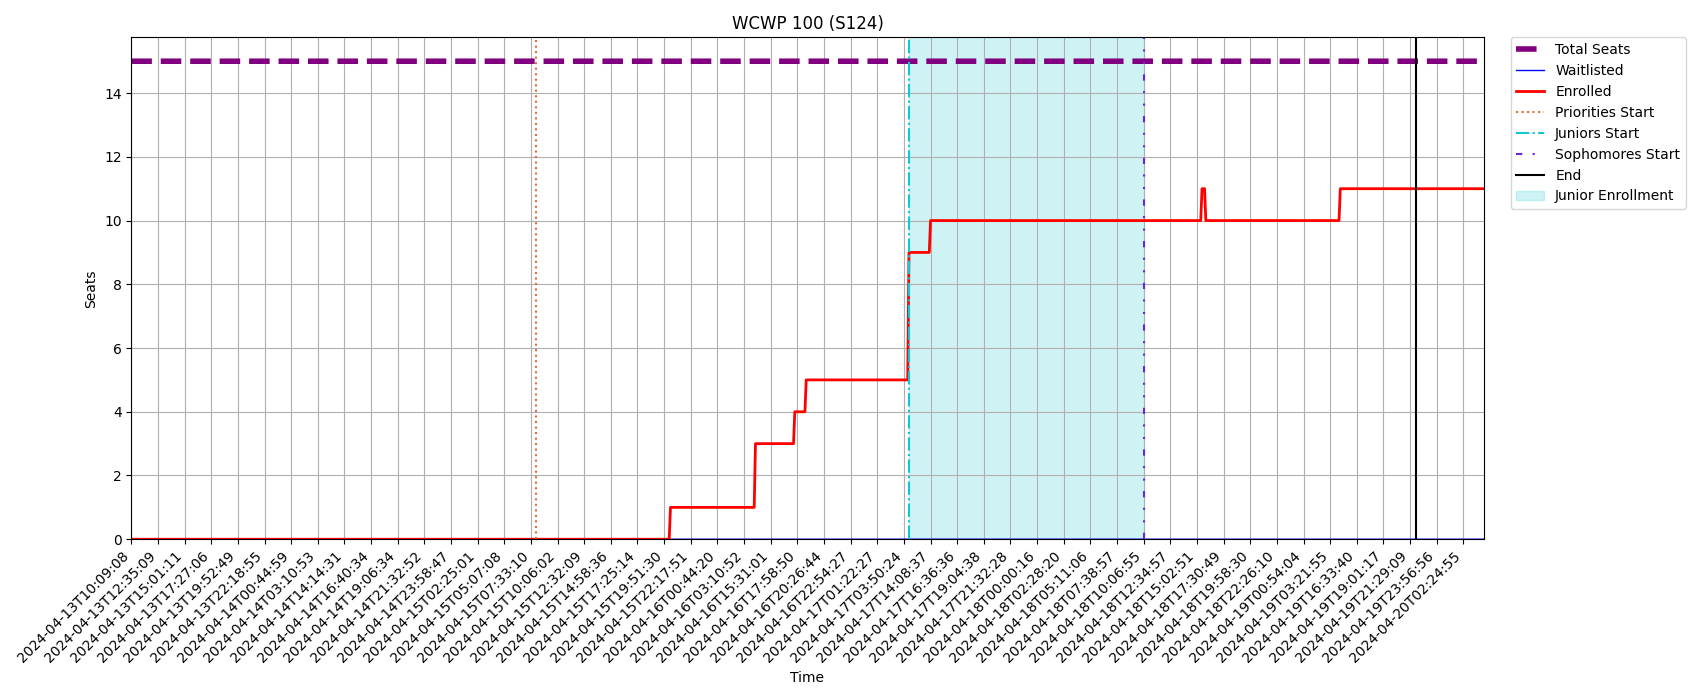 WCWP 100 (S124)
Total Seats
Waitlisted
Enrolled
Priorities Start
Juniors Start
Sophomores Start
End
Junior Enrollment
Seats
14
12
10
8
6
4
2
0
2024-04-13T10:09:08
2024-04-13T12:35:09
2024-04-13T15:01:11
2024-04-13T17:27:06
2024-04-13T19:52:49
2024-04-13T22:18:55
2024-04-14T00:44:59
2024-04-14T03:10:53
2024-04-14T14:14:31
2024-04-14T16:40:34
2024-04-14T19:06:34
2024-04-14T21:32:52
2024-04-14T23:58:47
2024-04-15T02:25:01
2024-04-15T05:07:08
2024-04-15T07:33:10
2024-04-15T10:06:02
2024-04-15T12:32:09
2024-04-15T14:58:36
2024-04-15T17:25:14
2024-04-15T19:51:30
2024-04-15T22:17:51
2024-04-16T00:44:20
2024-04-16T03:10:52
2024-04-16T15:31:01
2024-04-16T17:58:50
2024-04-16T20:26:44
2024-04-16T22:54:27
2024-04-17T01:22:27
2024-04-17T03:50:24
2024-04-17T14:08:37
2024-04-17T16:36:36
2024-04-17T19:04:38
2024-04-17T21:32:28
2024-04-18T00:00:16
2024-04-18T02:28:20
2024-04-18T05:11:06
2024-04-18T07:38:57
2024-04-18T10:06:55
2024-04-18T12:34:57
2024-04-18T15:02:51
2024-04-18T17:30:49
2024-04-18T19:58:30
2024-04-18T22:26:10
2024-04-19T00:54:04
2024-04-19T03:21:55
2024-04-19T16:33:40
2024-04-19T19:01:17
2024-04-19T21:29:09
2024-04-19T23:56:56
2024-04-20T02:24:55
Time